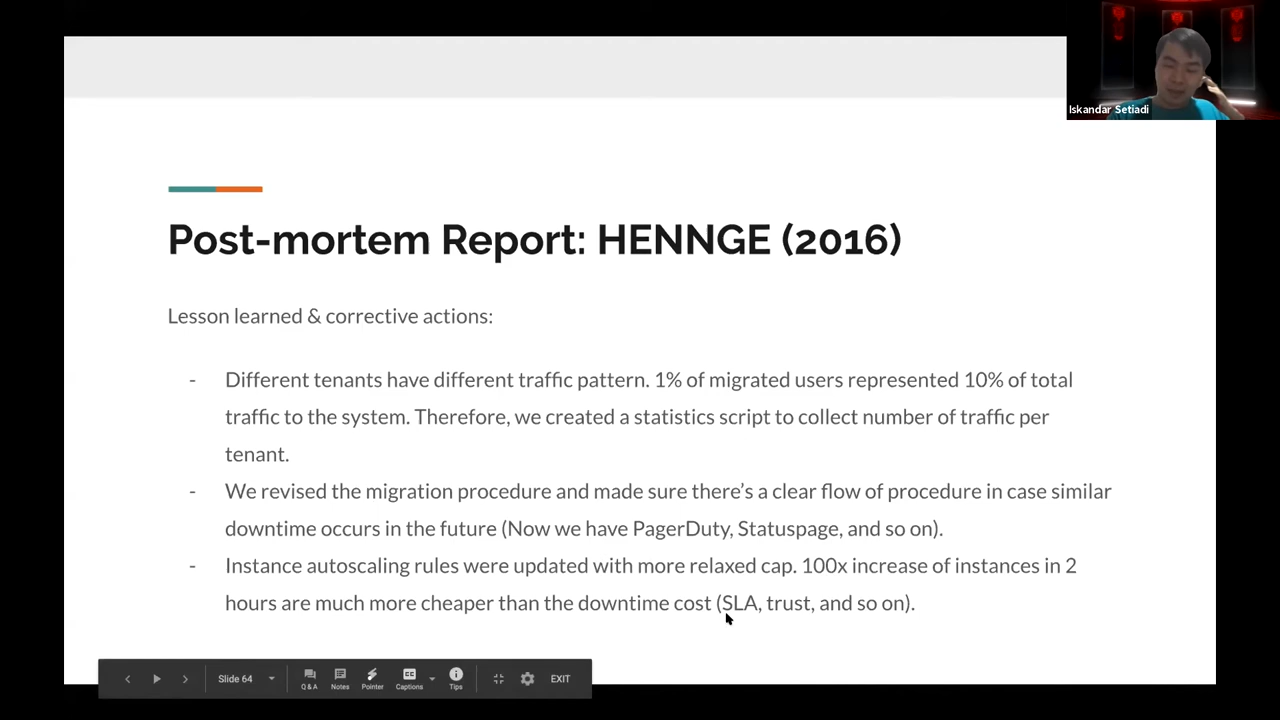 Iskandar Setiadi
Post-mortem Report: HENNGE (2016)
Lesson learned & corrective actions:
- Different tenants have different traffic pattern. 1% of migrated users represented 10% of total
traffic to the system. Therefore, we created a statistics script to collect number of traffic per
tenant.
- We revised the migration procedure and made sure there's a clear flow of procedure in case similar
downtime occurs in the future (Now we have PagerDuty, Statuspage, and so on).
- Instance autoscaling rules were updated with more relaxed cap. 100x increase of instances in 2
hours are much more cheaper than the downtime cost (SLA, trust, and so on).
Slide 64
Q & A
Notes
Pointer
CC
Captions
Tips
EXIT